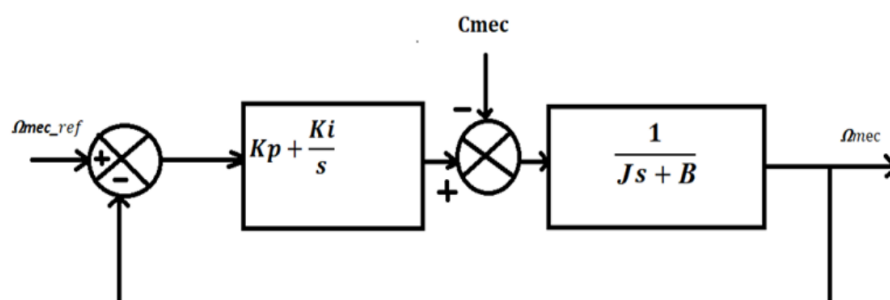 Cmec
Ωmec_ref
+
-
Kp + Ki/s
-
+
1/(Js + B)
Ωmec